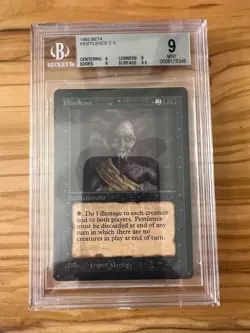 1993 BETA
PESTILENCE C A
CENTERING 9 CORNERS 9
EDGES 9 SURFACE 9.5
9
MINT
BECKETT
Pestilence
Enchantment
: Do 1 damage to each creature
and to both players. Pestilence
must be discarded at end of any
turn in which there are no
creatures in play at end of turn.